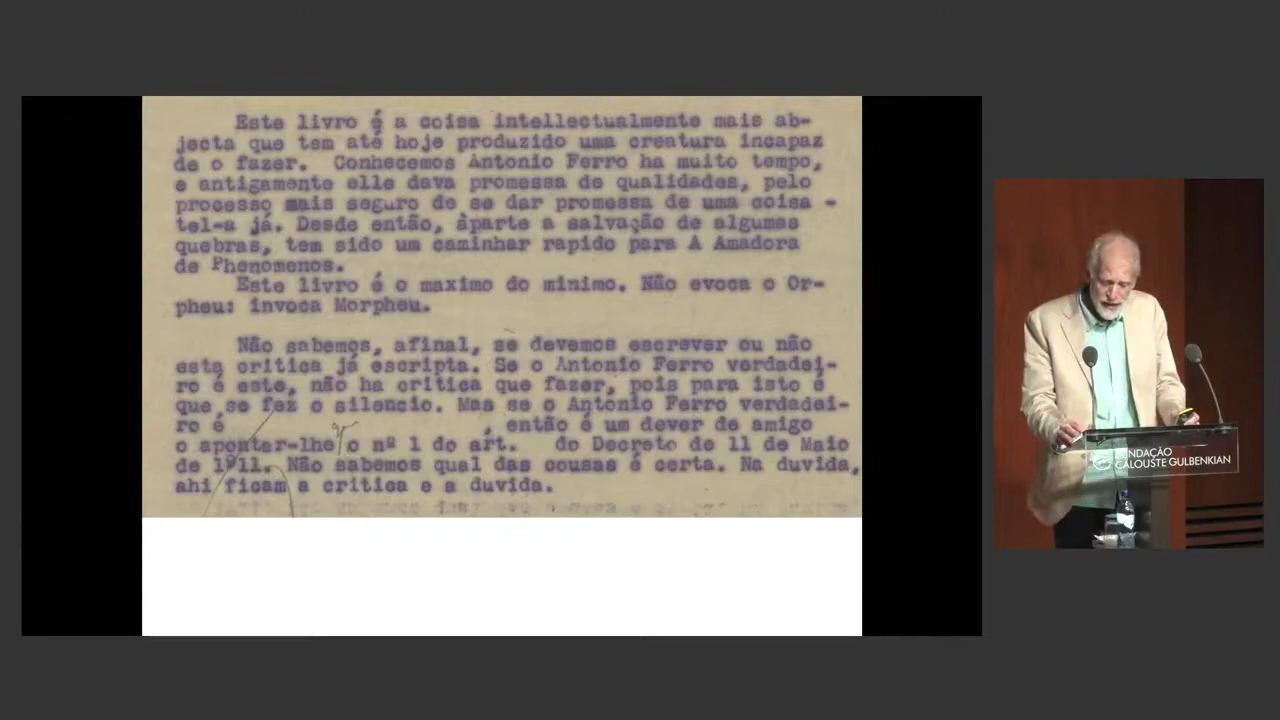 Este livro é a coisa intellectualmente mais ab-
jecta que tem até hoje produzido uma creatura incapaz
de o fazer. Conhecemos Antonio Ferro ha muito tempo,
e antigamente elle dava promessa de qualidades, pelo
processo mais seguro de se dar promessa de uma coisa -
tel-a já. Desde então, àparte a salvação de algumas
quebras, tem sido um caminhar rapido para A Amadora
de Phenomenos.
Este livro é o maximo do minimo. Não evoca o Or-
pheu: invoca Morpheu.
Não sabemos, afinal, se devemos escrever ou não
esta critica já escripta. Se o Antonio Ferro verdadei-
ro é este, não ha critica que fazer, pois para isto é
que se fez o silencio. Mas se o Antonio Ferro verdadei-
ro é , então é um dever de amigo
o apontar-lhe o nº 1 do art. do Decreto de 11 de Maio
de 1911. Não sabemos qual das cousas é certa. Na duvida,
ahi ficam a critica e a duvida.
FUNDAÇÃO
CALOUSTE GULBENKIAN